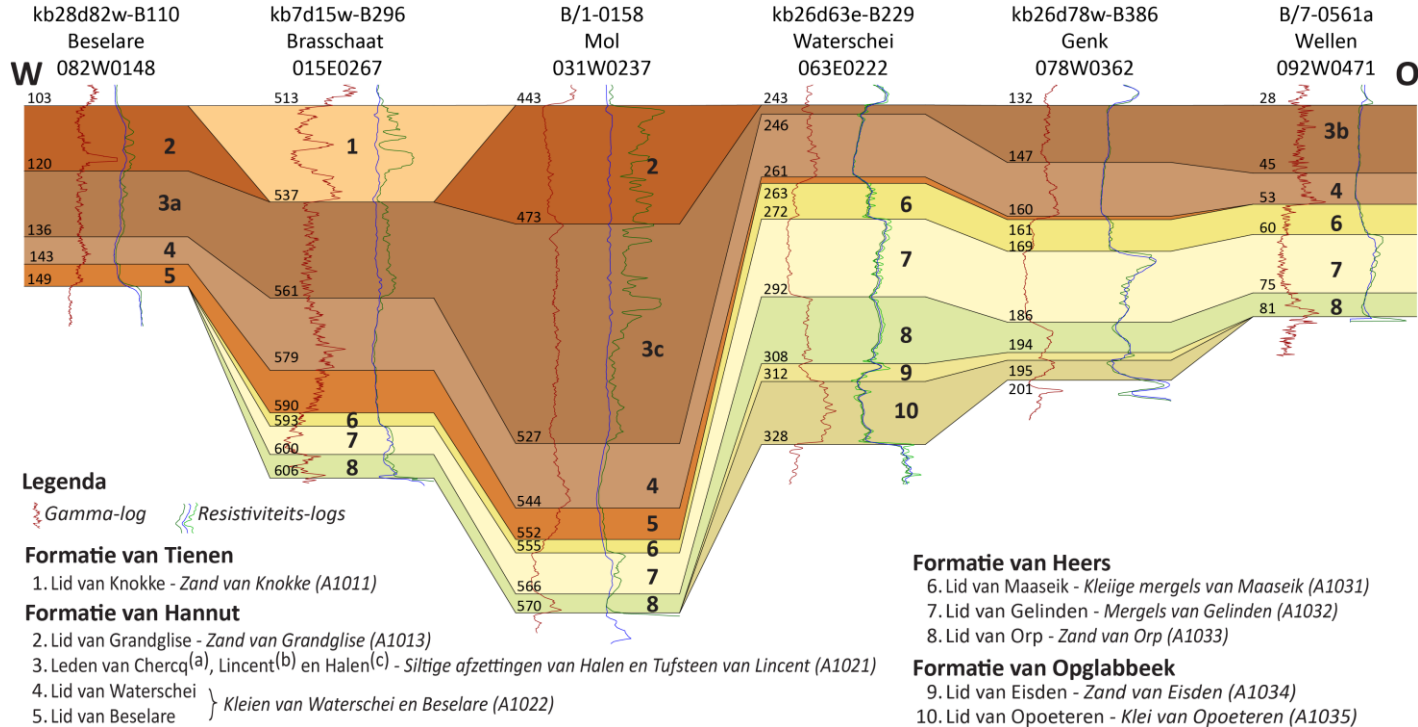 kb28d82w-B110 kb7d15w-B296 B/1-0158 kb26d63e-B229 kb26d78w-B386 B/7-0561a
Beselare Brasschaat Mol Waterschei Genk Wellen
W 082W0148 015E0267 031W0237 063E0222 078W0362 092W0471 O
103 513 443 243 132 28
246
2 1 2 3b
120 147 45
261 4
3a 537 263 6 160 53
473 272 161 6
136 169 60
4 7 7
143
5 75
149 561 292 8
3c 8 186 81
579 308 194
9 195
312
590 10 201
593 6 527 328
7
600
606 8
4
544
5
552
555 6
7
566
570 8
Legenda
Gamma-log Resistiviteits-logs
Formatie van Tienen
1. Lid van Knokke - Zand van Knokke (A1011)
Formatie van Hannut
2. Lid van Grandglise - Zand van Grandglise (A1013)
3. Leden van Chercq(a), Lincent(b) en Halen(c) - Siltige afzettingen van Halen en Tufsteen van Lincent (A1021)
4. Lid van Waterschei
5. Lid van Beselare
} Kleien van Waterschei en Beselare (A1022)
Formatie van Heers
6. Lid van Maaseik - Kleiige mergels van Maaseik (A1031)
7. Lid van Gelinden - Mergels van Gelinden (A1032)
8. Lid van Orp - Zand van Orp (A1033)
Formatie van Opglabbeek
9. Lid van Eisden - Zand van Eisden (A1034)
10. Lid van Opoeteren - Klei van Opoeteren (A1035)